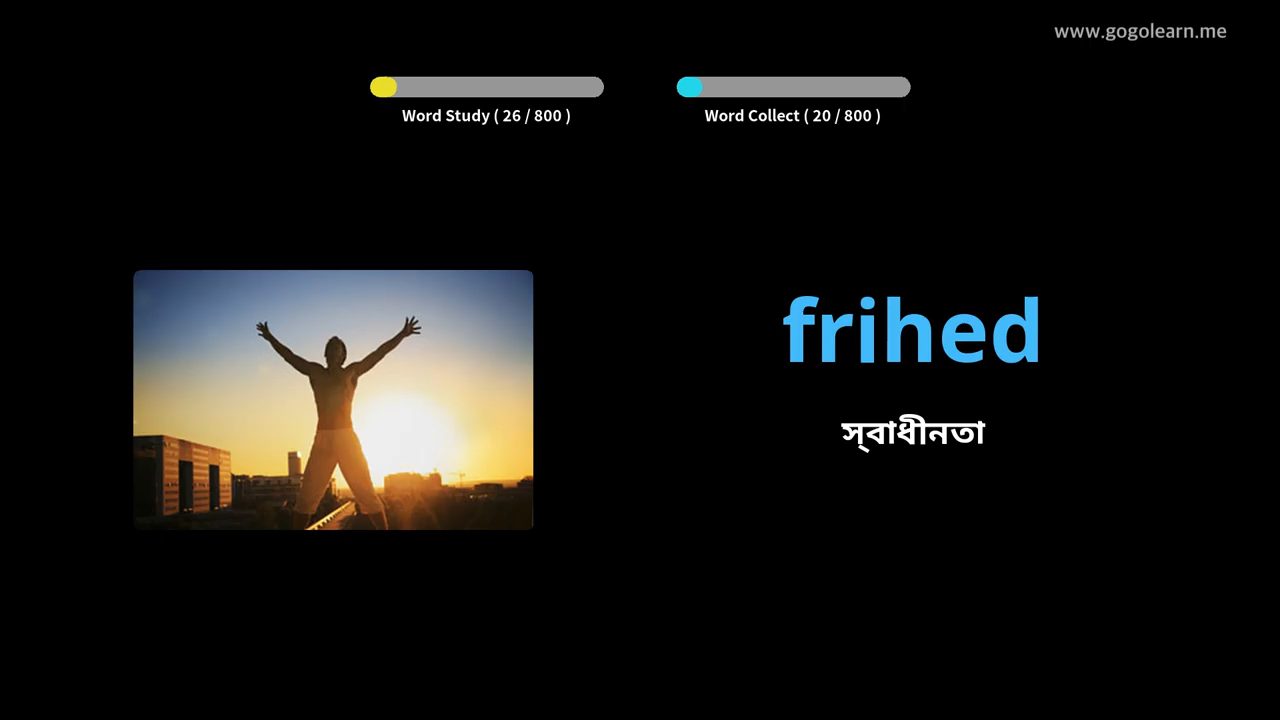 www.gogolearn.me
Word Study ( 26 / 800 )
Word Collect ( 20 / 800 )
frihed
স্বাধীনতা